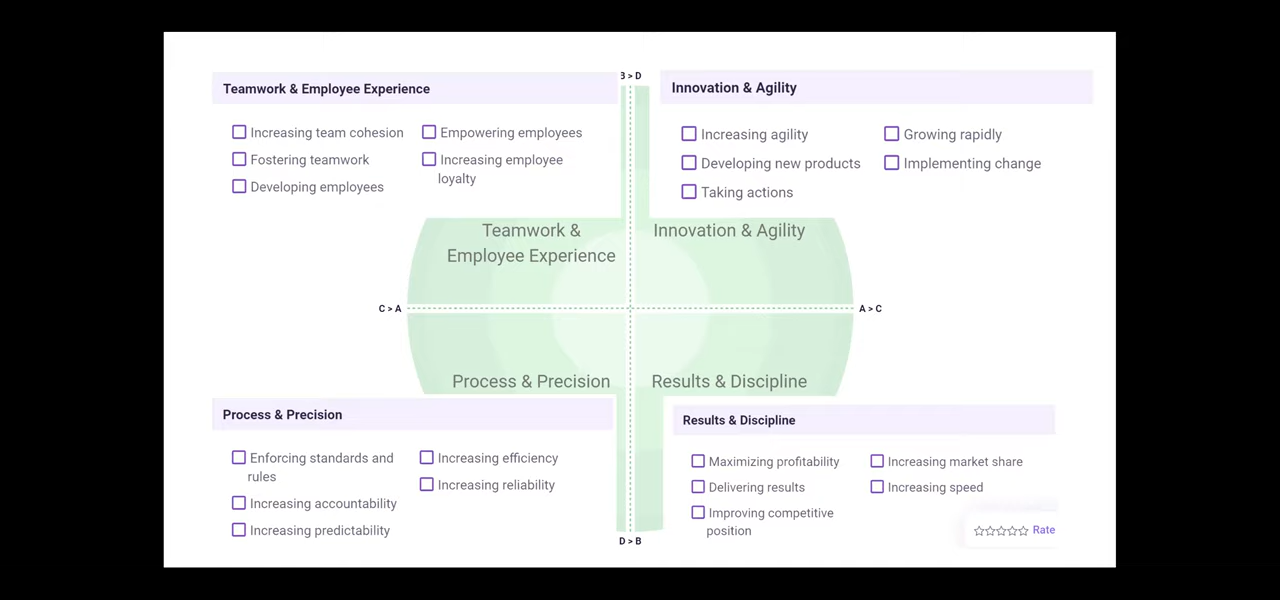 B > D
Teamwork & Employee Experience
Increasing team cohesion
Fostering teamwork
Developing employees
Empowering employees
Increasing employee
loyalty
Innovation & Agility
Increasing agility
Developing new products
Taking actions
Growing rapidly
Implementing change
Teamwork &
Employee Experience
Innovation & Agility
C > A
A > C
Process & Precision
Results & Discipline
Process & Precision
Enforcing standards and
rules
Increasing accountability
Increasing predictability
Increasing efficiency
Increasing reliability
Results & Discipline
Maximizing profitability
Delivering results
Improving competitive
position
Increasing market share
Increasing speed
Rate
D > B